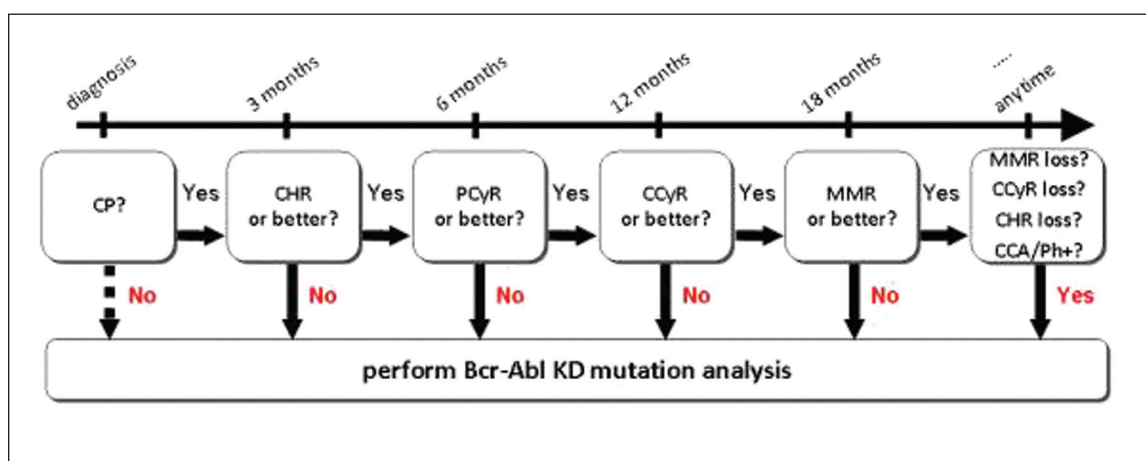 diagnosis
3 months
6 months
12 months
18 months
.....
anytime
CP?
Yes
CHR
or better?
Yes
PCyR
or better?
Yes
CCyR
or better?
Yes
MMR
or better?
Yes
MMR loss?
CCyR loss?
CHR loss?
CCA/Ph+?
No
No
No
No
No
Yes
perform Bcr-Abl KD mutation analysis